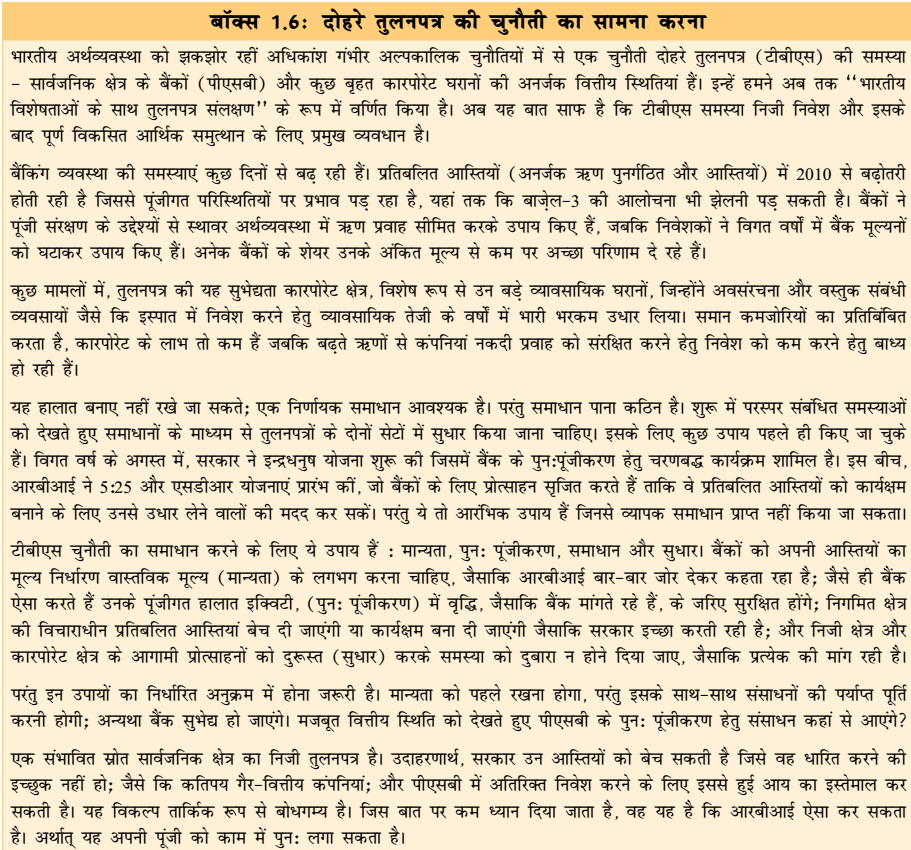 बॉक्स 1.6: दोहरे तुलनपत्र की चुनौती का सामना करना
भारतीय अर्थव्यवस्था को झकझोर रहीं अधिकांश गंभीर अल्पकालिक चुनौतियों में से एक चुनौती दोहरे तुलनपत्र (टीबीएस) की समस्या
– सार्वजनिक क्षेत्र के बैंकों (पीएसबी) और कुछ बृहत कारपोरेट घरानों की अनर्जक वित्तीय स्थितियां हैं। इन्हें हमने अब तक ‘‘भारतीय
विशेषताओं के साथ तुलनपत्र संलक्षण’’ के रूप में वर्णित किया है। अब यह बात साफ है कि टीबीएस समस्या निजी निवेश और इसके
बाद पूर्ण विकसित आर्थिक समुत्थान के लिए प्रमुख व्यवधान है।
बैंकिंग व्यवस्था की समस्याएं कुछ दिनों से बढ़ रही हैं। प्रतिबलित आस्तियों (अनर्जक ऋण पुनर्गठित और आस्तियों) में 2010 से बढ़ोतरी
होती रही है जिससे पूंजीगत परिस्थितियों पर प्रभाव पड़ रहा है, यहां तक कि बाज़ेल-3 की आलोचना भी झेलनी पड़ सकती है। बैंकों ने
पूंजी संरक्षण के उद्देश्यों से स्थावर अर्थव्यवस्था में ऋण प्रवाह सीमित करके उपाय किए हैं, जबकि निवेशकों ने विगत वर्षों में बैंक मूल्यनों
को घटाकर उपाय किए हैं। अनेक बैंकों के शेयर उनके अंकित मूल्य से कम पर अच्छा परिणाम दे रहे हैं।
कुछ मामलों में, तुलनपत्र की यह सुभेद्यता कारपोरेट क्षेत्र, विशेष रूप से उन बड़े व्यावसायिक घरानों, जिन्होंने अवसंरचना और वस्तुक संबंधी
व्यवसायों जैसे कि इस्पात में निवेश करने हेतु व्यावसायिक तेजी के वर्षों में भारी भरकम उधार लिया। समान कमजोरियों का प्रतिबिंबित
करता है, कारपोरेट के लाभ तो कम हैं जबकि बढ़ते ऋणों से कंपनियां नकदी प्रवाह को संरक्षित करने हेतु निवेश को कम करने हेतु बाध्य
हो रही हैं।
यह हालात बनाए नहीं रखे जा सकते; एक निर्णायक समाधान आवश्यक है। परंतु समाधान पाना कठिन है। शुरू में परस्पर संबंधित समस्याओं
को देखते हुए समाधानों के माध्यम से तुलनपत्रों के दोनों सेटों में सुधार किया जाना चाहिए। इसके लिए कुछ उपाय पहले ही किए जा चुके
हैं। विगत वर्ष के अगस्त में, सरकार ने इन्द्रधनुष योजना शुरू की जिसमें बैंक के पुन:पूंजीकरण हेतु चरणबद्ध कार्यक्रम शामिल है। इस बीच,
आरबीआई ने 5:25 और एसडीआर योजनाएं प्रारंभ कीं, जो बैंकों के लिए प्रोत्साहन सृजित करते हैं ताकि वे प्रतिबलित आस्तियों को कार्यक्षम
बनाने के लिए उनसे उधार लेने वालों की मदद कर सकें। परंतु ये तो आरंभिक उपाय हैं जिनसे व्यापक समाधान प्राप्त नहीं किया जा सकता।
टीबीएस चुनौती का समाधान करने के लिए ये उपाय हैं : मान्यता, पुन: पूंजीकरण, समाधान और सुधार। बैंकों को अपनी आस्तियों का
मूल्य निर्धारण वास्तविक मूल्य (मान्यता) के लगभग करना चाहिए, जैसाकि आरबीआई बार-बार जोर देकर कहता रहा है; जैसे ही बैंक
ऐसा करते हैं उनके पूंजीगत हालात इक्विटी, (पुन: पूंजीकरण) में वृद्धि, जैसाकि बैंक मांगते रहे हैं, के जरिए सुरक्षित होंगे; निगमित क्षेत्र
की विचाराधीन प्रतिबलित आस्तियां बेच दी जाएंगी या कार्यक्षम बना दी जाएंगी जैसाकि सरकार इच्छा करती रही है; और निजी क्षेत्र और
कारपोरेट क्षेत्र के आगामी प्रोत्साहनों को दुरूस्त (सुधार) करके समस्या को दुबारा न होने दिया जाए, जैसाकि प्रत्येक की मांग रही है।
परंतु इन उपायों का निर्धारित अनुक्रम में होना जरूरी है। मान्यता को पहले रखना होगा, परंतु इसके साथ-साथ संसाधनों की पर्याप्त पूर्ति
करनी होगी; अन्यथा बैंक सुभेद्य हो जाएंगे। मजबूत वित्तीय स्थिति को देखते हुए पीएसबी के पुन: पूंजीकरण हेतु संसाधन कहां से आएंगे?
एक संभावित स्रोत सार्वजनिक क्षेत्र का निजी तुलनपत्र है। उदाहरणार्थ, सरकार उन आस्तियों को बेच सकती है जिसे वह धारित करने की
इच्छुक नहीं हो; जैसे कि कतिपय गैर-वित्तीय कंपनियां; और पीएसबी में अतिरिक्त निवेश करने के लिए इससे हुई आय का इस्तेमाल कर
सकती है। यह विकल्प तार्किक रूप से बोधगम्य है। जिस बात पर कम ध्यान दिया जाता है, वह यह है कि आरबीआई ऐसा कर सकता
है। अर्थात् यह अपनी पूंजी को काम में पुन: लगा सकता है।